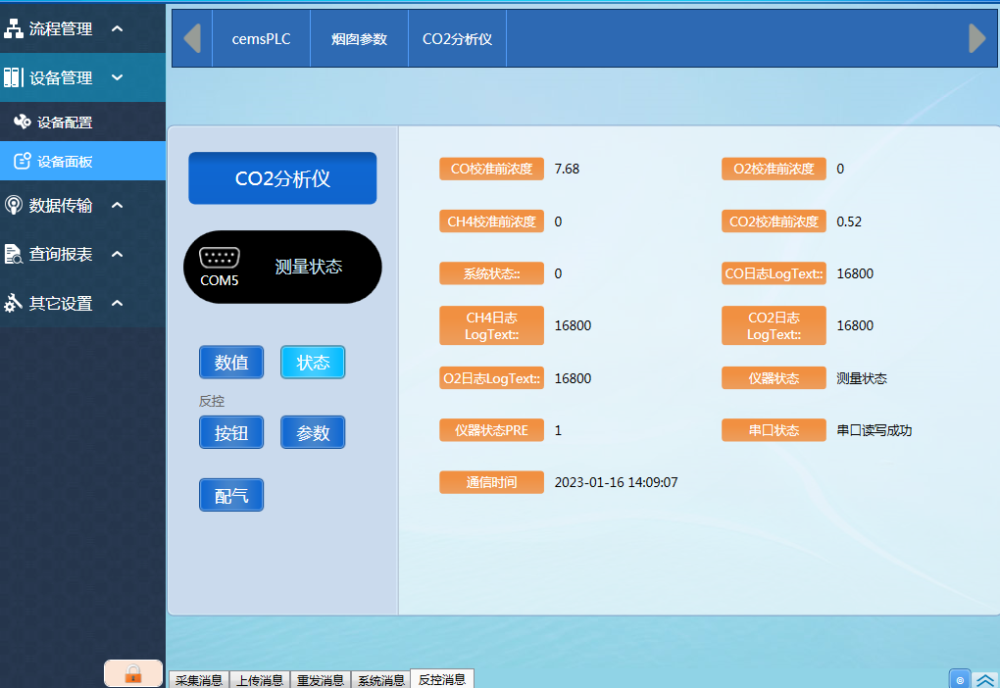 流程管理
设备管理
设备配置
设备面板
数据传输
查询报表
其它设置
cemsPLC
烟囱参数
CO2分析仪
CO2分析仪
COM5
测量状态
数值
状态
反控
按钮
参数
配气
CO校准前浓度 7.68
O2校准前浓度 0
CH4校准前浓度 0
CO2校准前浓度 0.52
系统状态:: 0
CO日志LogText:: 16800
CH4日志
LogText:: 16800
CO2日志
LogText:: 16800
O2日志LogText:: 16800
仪器状态 测量状态
仪器状态PRE 1
串口状态 串口读写成功
通信时间 2023-01-16 14:09:07
采集消息
上传消息
重发消息
系统消息
反控消息